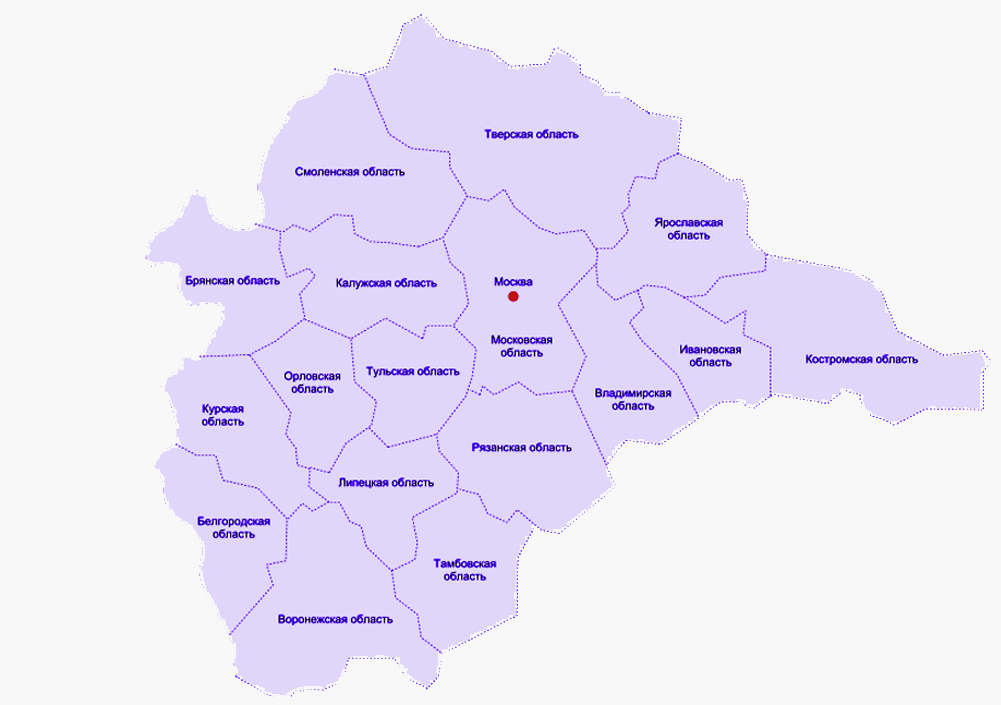 Тверская область
Смоленская область
Ярославская
область
Брянская область
Калужская область
Москва
Московская
область
Ивановская
область
Костромская область
Орловская
область
Тульская область
Владимирская
область
Курская
область
Рязанская область
Липецкая область
Белгородская
область
Тамбовская
область
Воронежская область